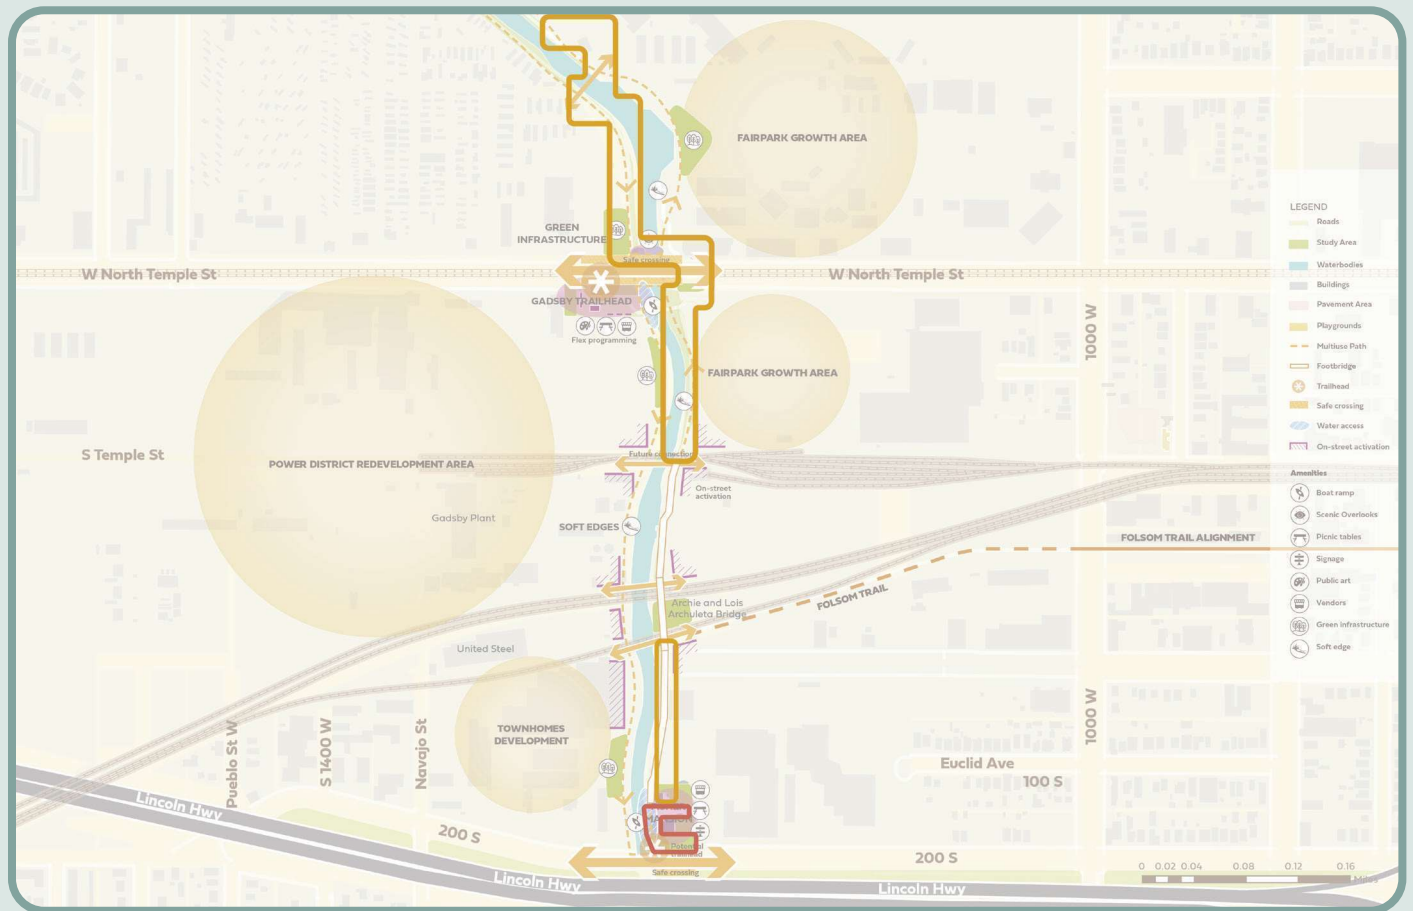 FAIRPARK GROWTH AREA
GREEN
INFRASTRUCTURE
Safe crossing
W North Temple St
W North Temple St
GADSBY TRAILHEAD
Flex programming
1000 W
FAIRPARK GROWTH AREA
S Temple St
POWER DISTRICT REDEVELOPMENT AREA
Future connection
On-street
activation
Gadsby Plant
SOFT EDGES
FOLSOM TRAIL ALIGNMENT
Archie and Lois
Archuleta Bridge
FOLSOM TRAIL
United Steel
TOWNHOMES
DEVELOPMENT
Pueblo St W
S 1400 W
Navajo St
1000 W
Euclid Ave
100 S
Lincoln Hwy
200 S
Potential
Safe crossing
200 S
Lincoln Hwy
Lincoln Hwy
LEGEND
Roads
Study Area
Waterbodies
Buildings
Pavement Area
Playgrounds
Multiuse Path
Footbridge
Trailhead
Safe crossing
Water access
On-street activation
Amenities
Boat ramp
Scenic Overlooks
Picnic tables
Signage
Public art
Vendors
Green infrastructure
Soft edge
0 0.02 0.04 0.08 0.12 0.16
Miles